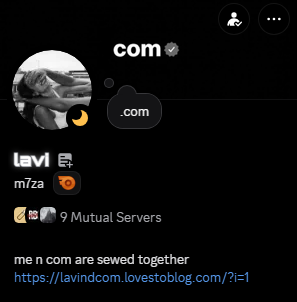 com
.com
lavi
m7za
9 Mutual Servers
me n com are sewed together
https://lavindcom.lovestoblog.com/?i=1